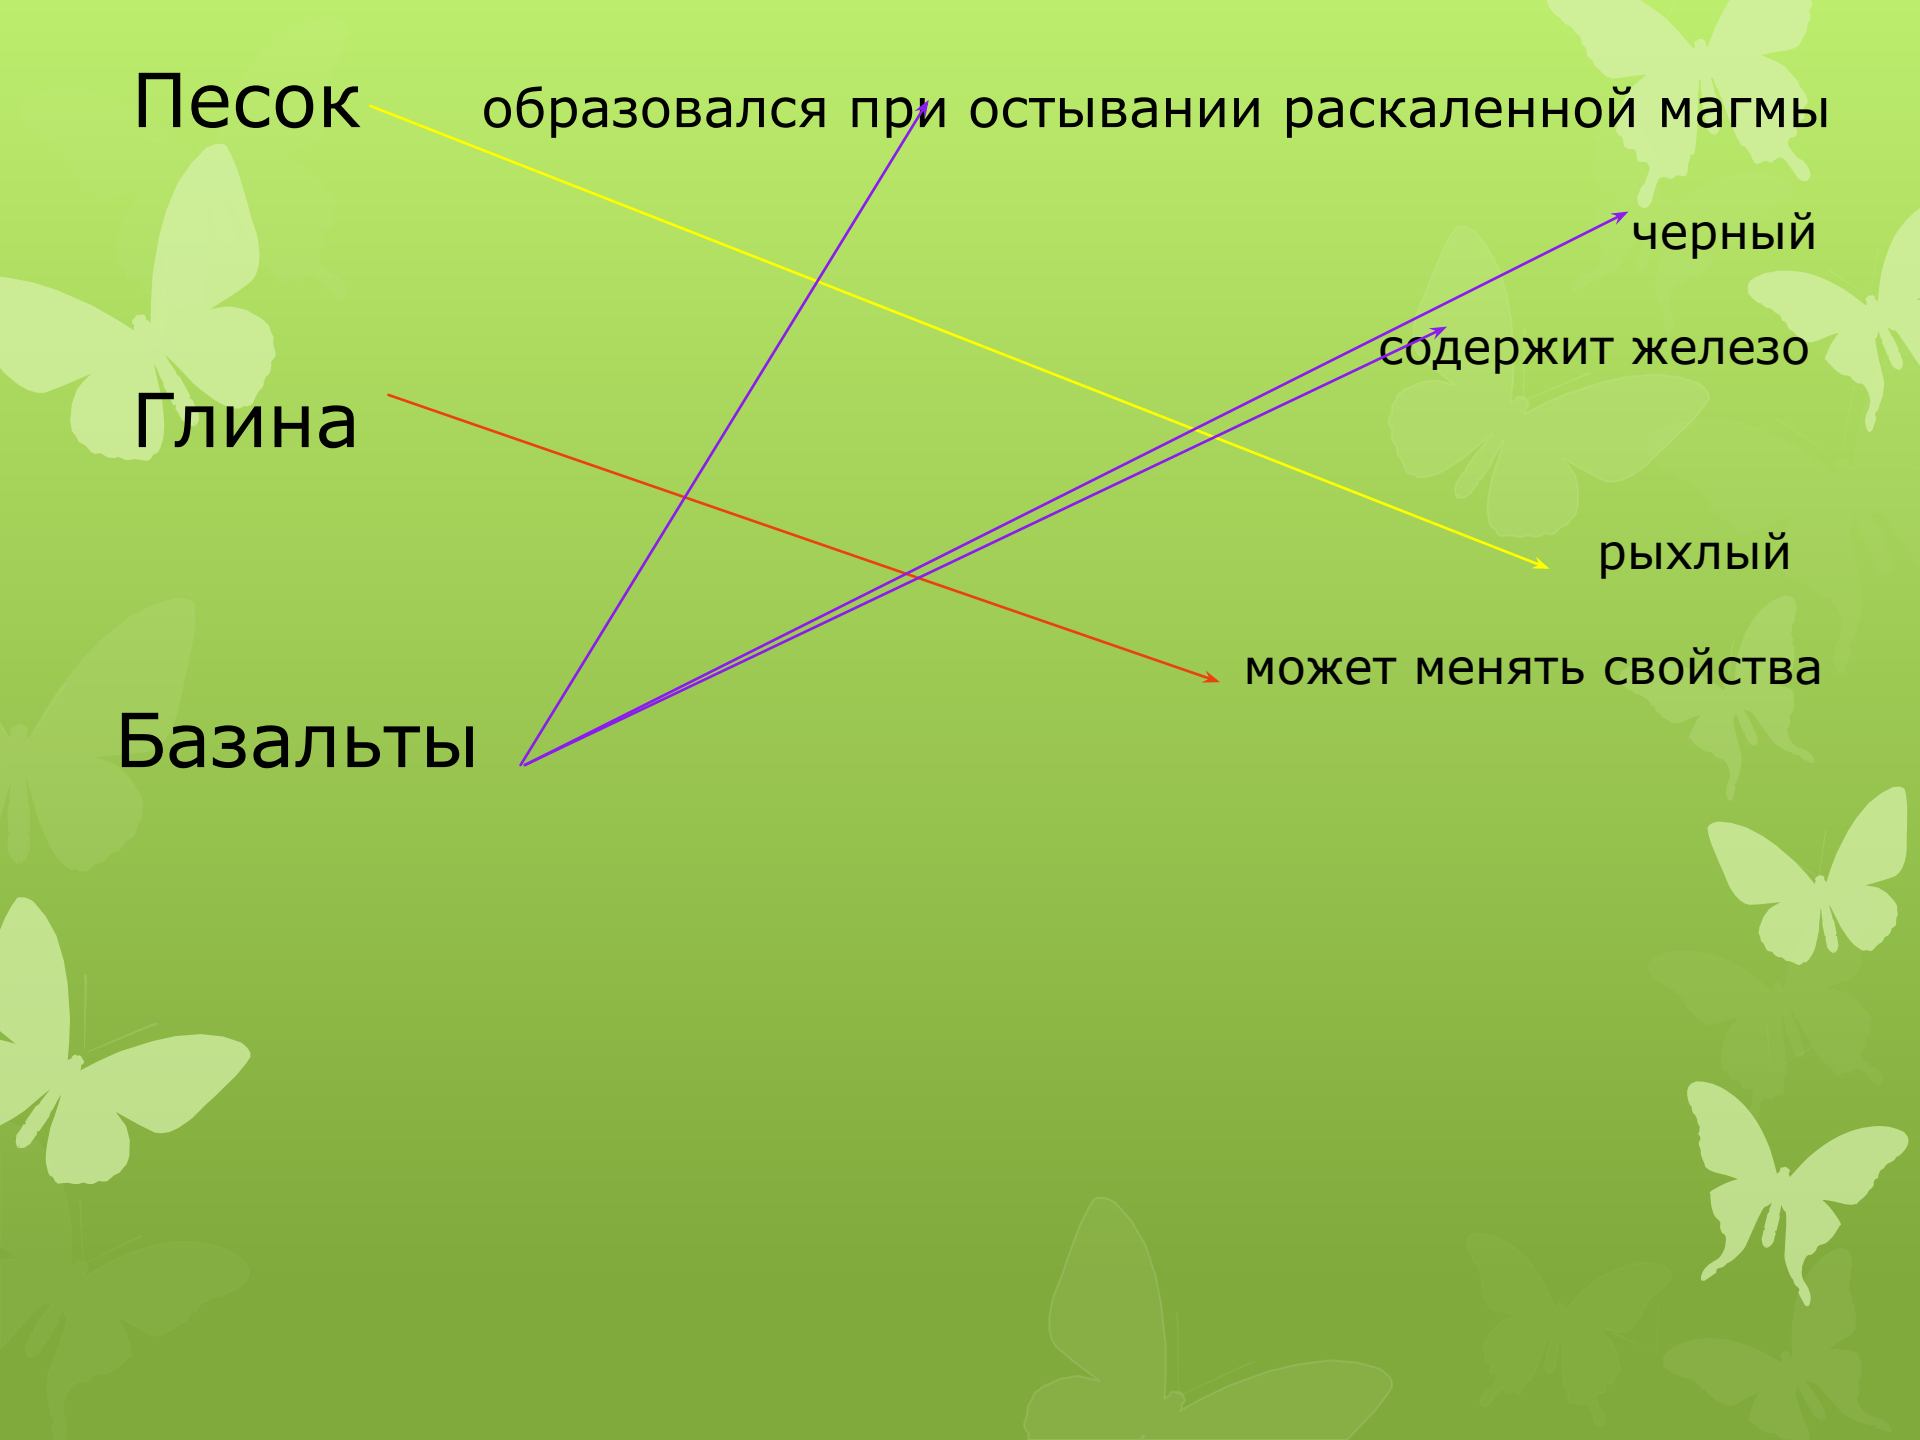 Песок
образовался при остывании раскаленной магмы
черный
содержит железо
Глина
рыхлый
может менять свойства
Базальты